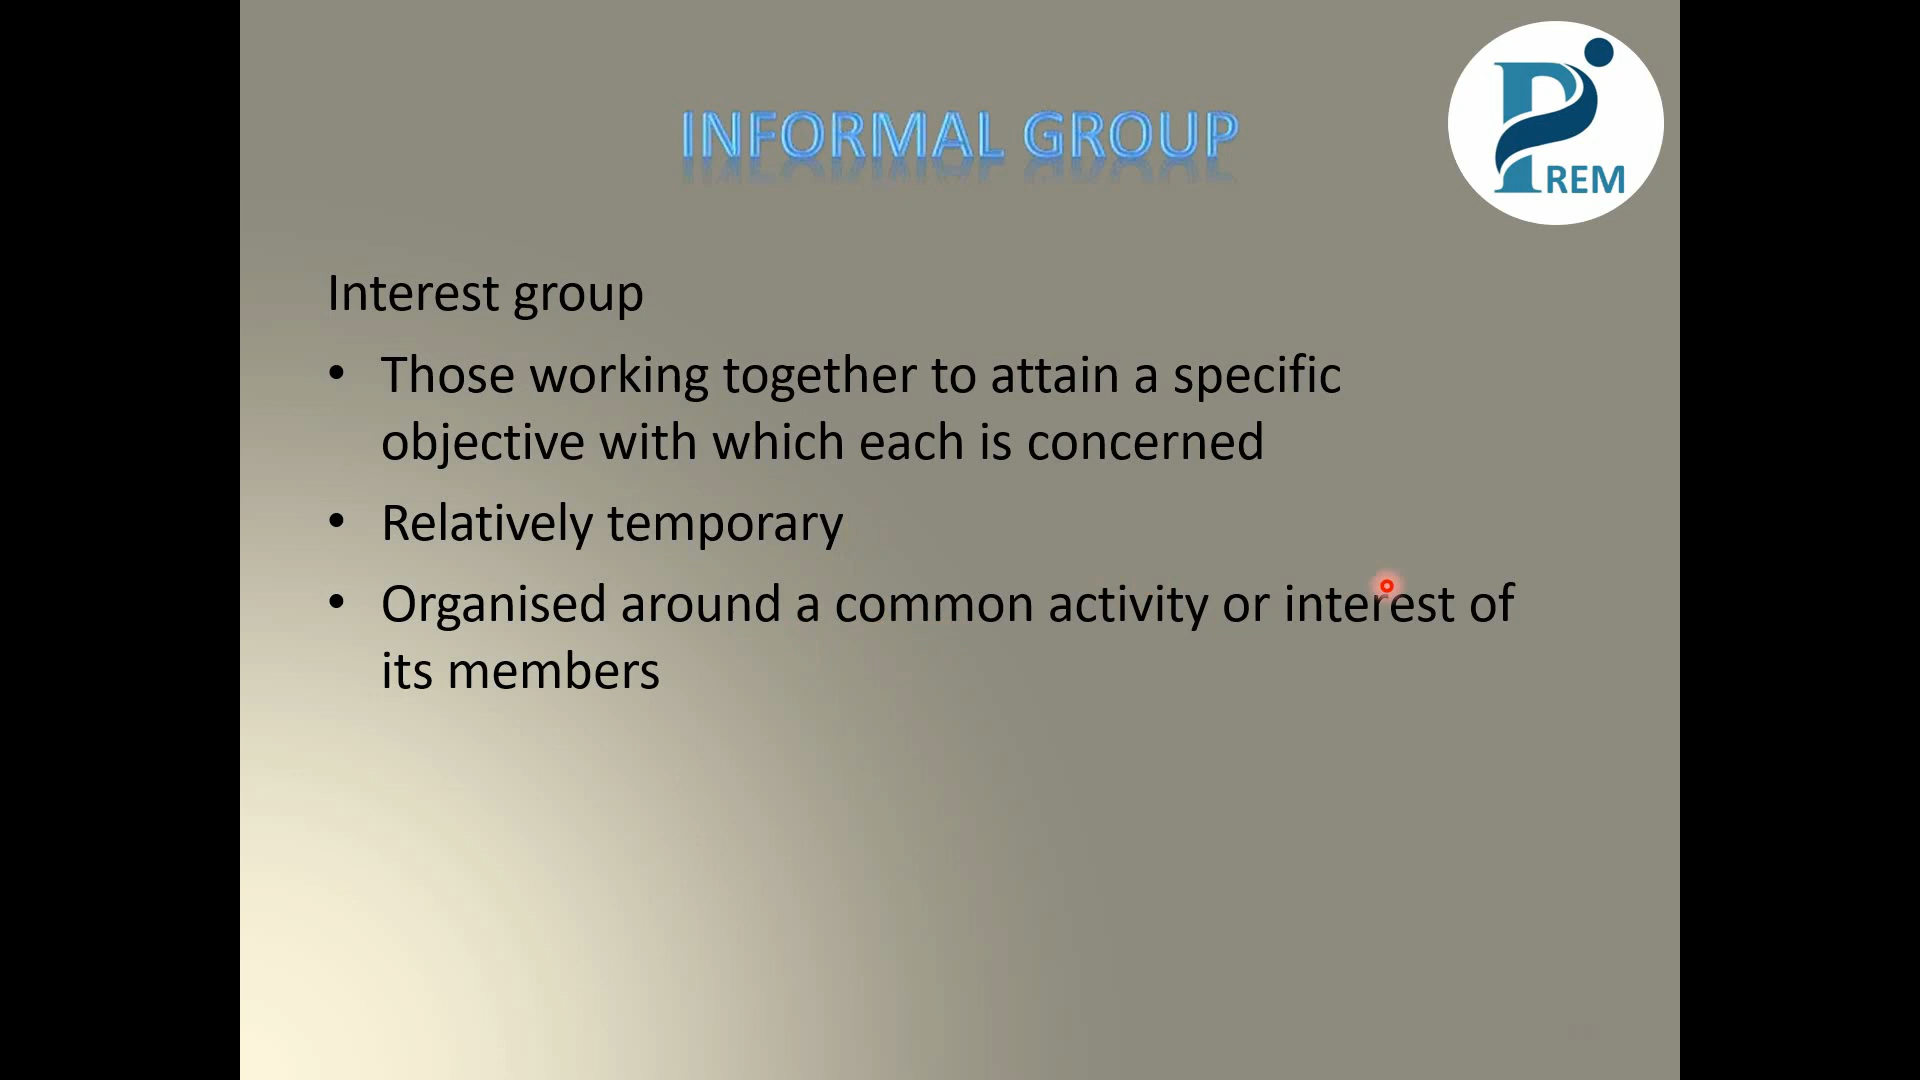 INFORMAL GROUP
PREM
Interest group
• Those working together to attain a specific
objective with which each is concerned
• Relatively temporary
• Organised around a common activity or interest of
its members